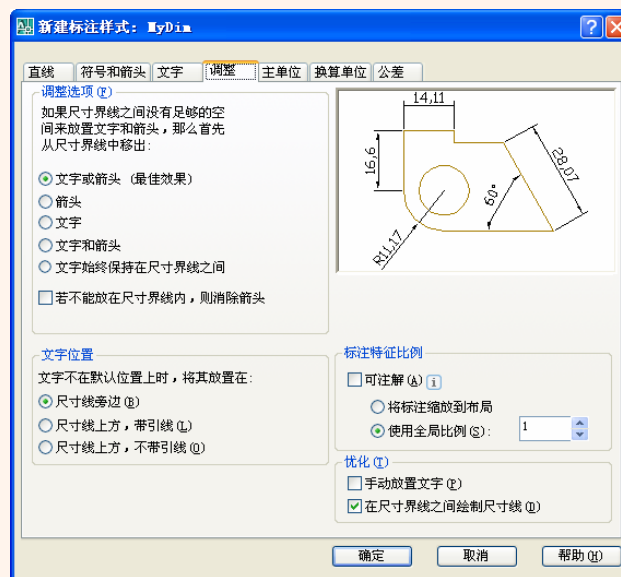 新建标注样式: MyDim
直线 符号和箭头 文字 调整 主单位 换算单位 公差
调整选项(F)
如果尺寸界线之间没有足够的空
间来放置文字和箭头，那么首先
从尺寸界线中移出:
文字或箭头 (最佳效果)
箭头
文字
文字和箭头
文字始终保持在尺寸界线之间
若不能放在尺寸界线内，则消除箭头
14,11
16,6
28,07
60°
R11,17
文字位置
文字不在默认位置上时，将其放置在:
尺寸线旁边(B)
尺寸线上方，带引线(L)
尺寸线上方，不带引线(O)
标注特征比例
可注解(A) i
将标注缩放到布局
使用全局比例(S): 1
优化(T)
手动放置文字(P)
在尺寸界线之间绘制尺寸线(D)
确定 取消 帮助(H)